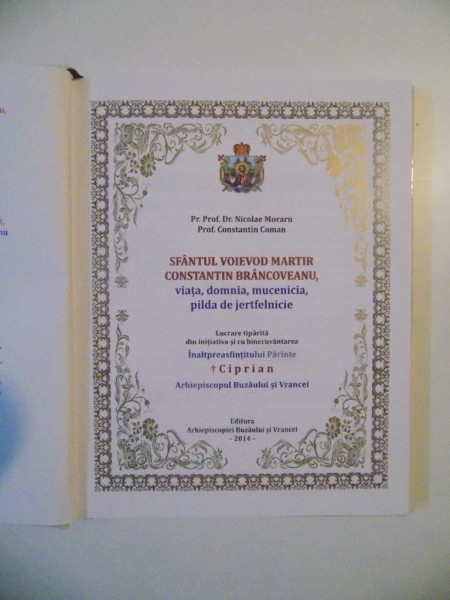 Pr. Prof. Dr. Nicolae Moraru
Prof. Constantin Coman
SFÂNTUL VOIEVOD MARTIR
CONSTANTIN BRÂNCOVEANU,
viața, domnia, mucenicia,
pilda de jertfelnicie
Lucrare tipărită
din inițiativa și cu binecuvântarea
Înaltpreasfințitului Părinte
† Ciprian
Arhiepiscopul Buzăului și Vrancei
Editura
Arhiepiscopiei Buzăului și Vrancei
- 2014 -